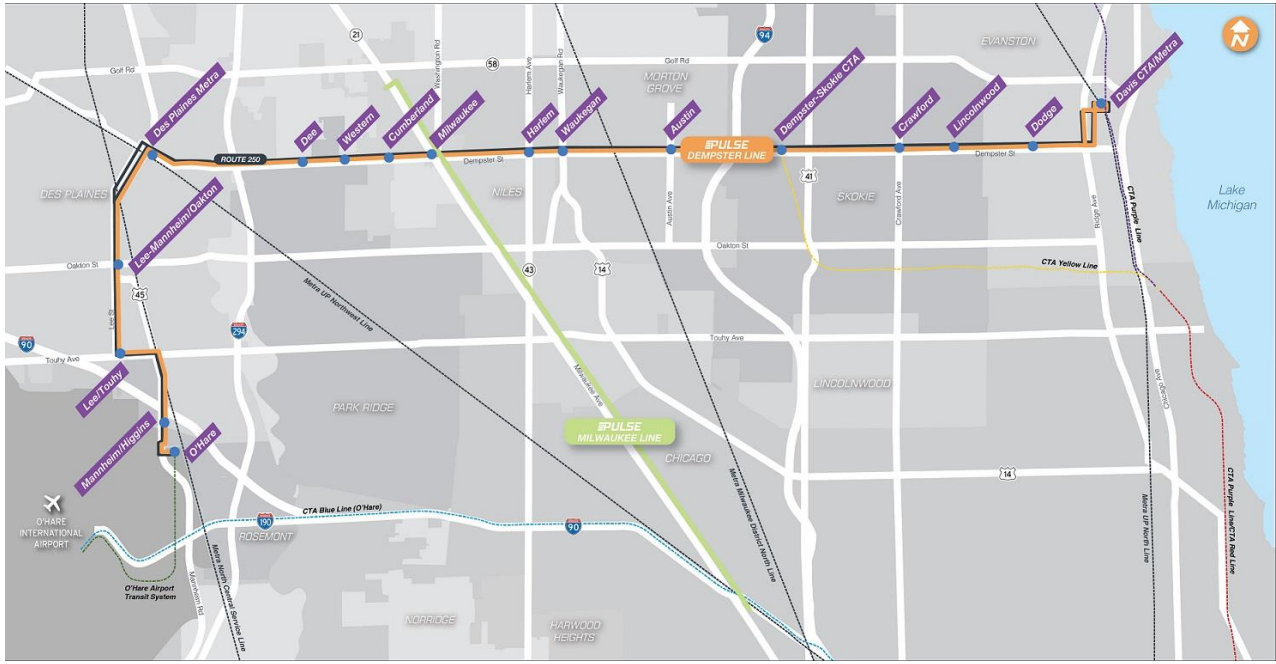 21
94
EVANSTON
N
Golf Rd
58
Washington Rd
Harlem Ave
Waukegan Rd
MORTON
GROVE
Des Plaines Metra
Dee
Western
Cumberland
Milwaukee
Harlem
Waukegan
Austin
Dempster-Skokie CTA
Crawford
Lincolnwood
Dodge
Davis CTA/Metra
ROUTE 250
Dempster St
PULSE
DEMPSTER LINE
Dempster St
DES PLAINES
NILES
41
SKOKIE
Lake
Michigan
Lee-Mannheim/Oakton
Austin Ave
Crawford Ave
Ridge Ave
CTA Purple Line
Oakton St
Oakton St
CTA Yellow Line
45
43
14
Metra UP Northwest Line
Lee St
294
90
Touhy Ave
Touhy Ave
Lee/Touhy
Milwaukee Ave
LINCOLNWOOD
Chicago Ave
PARK RIDGE
PULSE
MILWAUKEE LINE
Mannheim/Higgins
O'Hare
CHICAGO
14
O'HARE
INTERNATIONAL
AIRPORT
CTA Blue Line (O'Hare)
190
90
ROSEMONT
Metra Milwaukee District North Line
Metra UP North Line
CTA Purple Line/CTA Red Line
O'Hare Airport
Transit System
Mannheim Rd
Metra North Central Service Line
NORRIDGE
HARWOOD
HEIGHTS